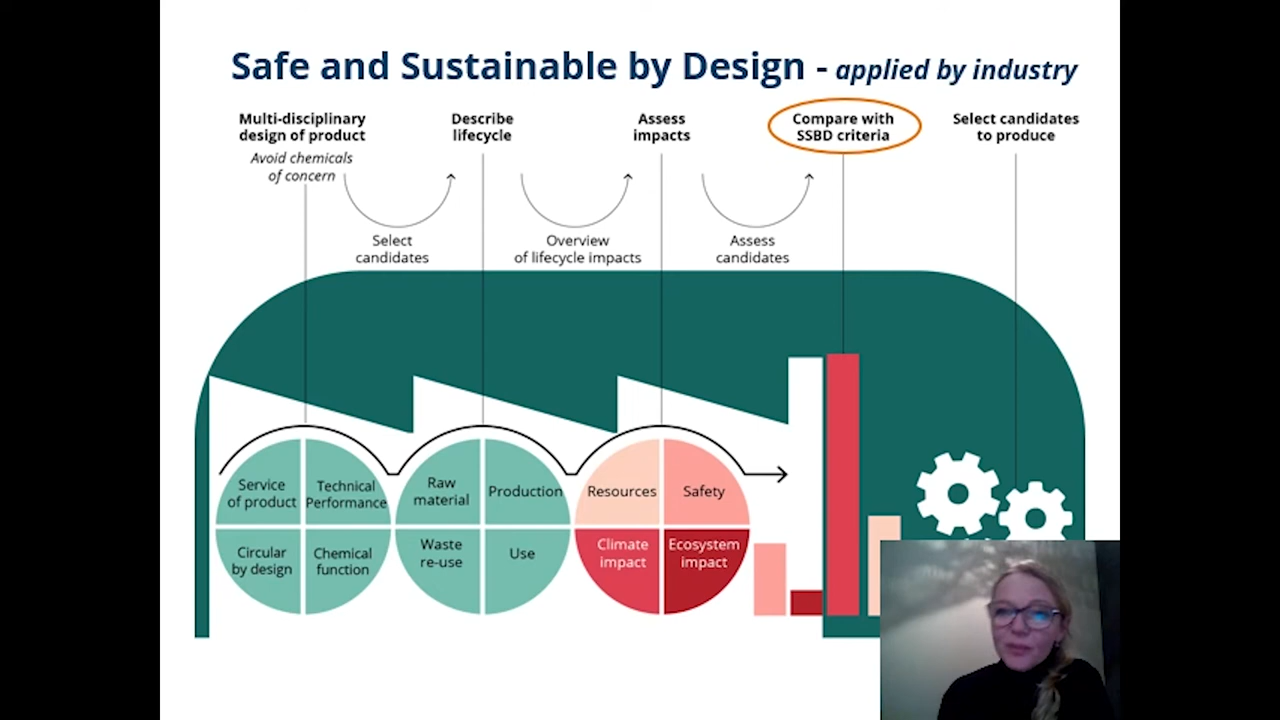 Safe and Sustainable by Design - applied by industry
Multi-disciplinary
design of product
Avoid chemicals
of concern
Describe
lifecycle
Assess
impacts
Compare with
SSBD criteria
Select candidates
to produce
Select
candidates
Overview
of lifecycle impacts
Assess
candidates
Service
of product
Technical
Performance
Circular
by design
Chemical
function
Raw
material
Production
Waste
re-use
Use
Resources
Safety
Climate
impact
Ecosystem
impact